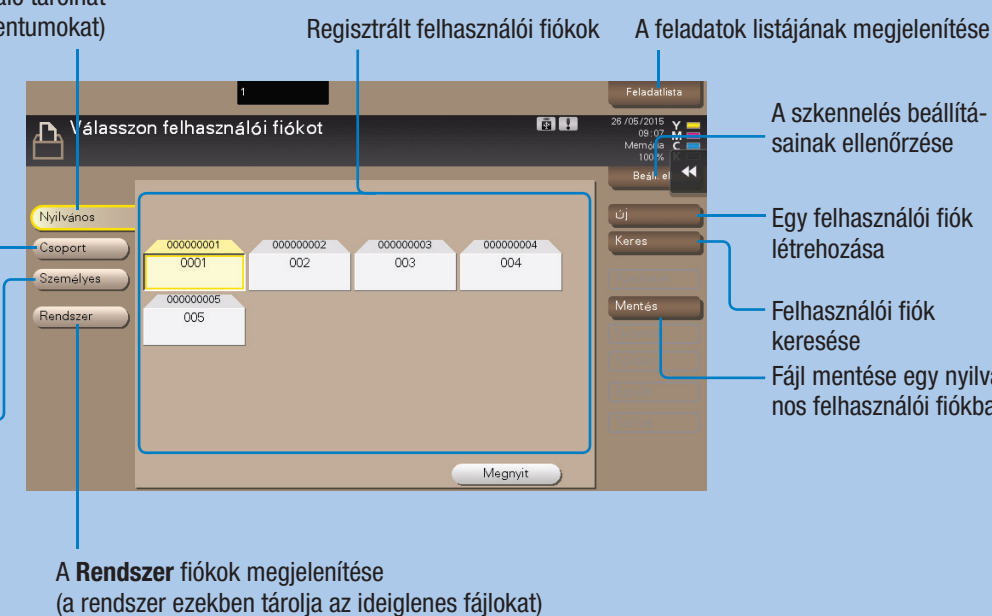 entumokat)
Regisztrált felhasználói fiókok
A feladatok listájának megjelenítése
1
Feladatlista
Válasszon felhasználói fiókot
26/05/2015
09:07
Memória
100%
Y
M
C
K
A szkennelés beállítá-
sainak ellenőrzése
Nyilvános
Csoport
Személyes
Rendszer
000000001
0001
000000002
002
000000003
003
000000004
004
000000005
005
Megnyit
Új
Keres
Mentés
Egy felhasználói fiók
létrehozása
Felhasználói fiók
keresése
Fájl mentése egy nyilvá
nos felhasználói fiókba
A Rendszer fiókok megjelenítése
(a rendszer ezekben tárolja az ideiglenes fájlokat)